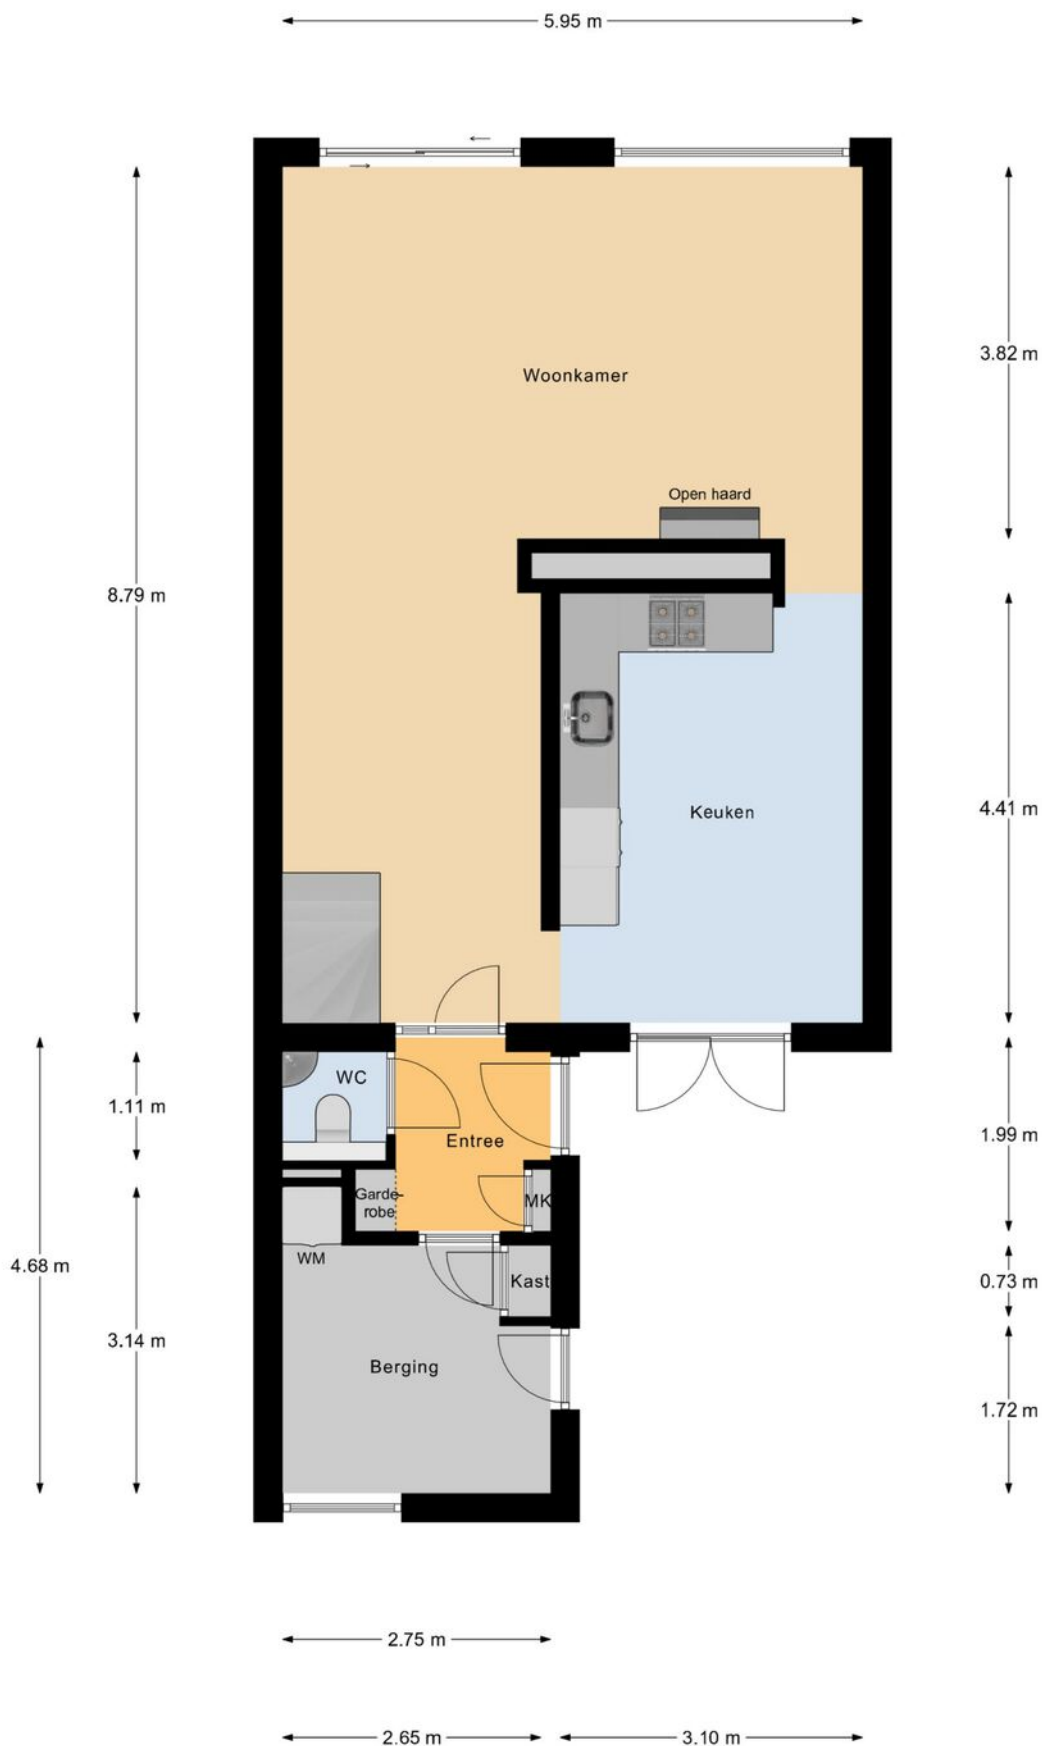 5.95 m
Woonkamer
3.82 m
Open haard
8.79 m
Keuken
4.41 m
WC
1.11 m
Entree
1.99 m
Garde-
robe
MK
WM
4.68 m
Kast
0.73 m
3.14 m
Berging
1.72 m
2.75 m
2.65 m
3.10 m